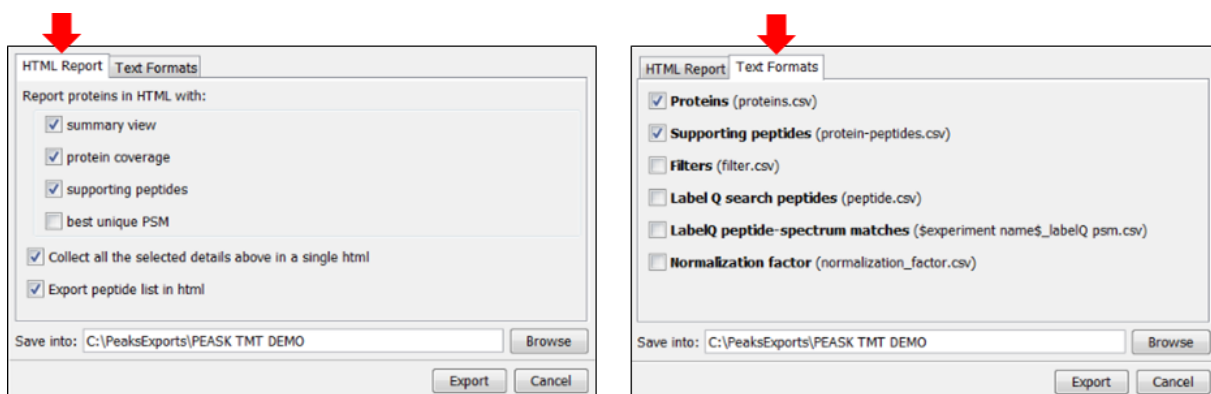 HTML Report Text Formats
Report proteins in HTML with:
summary view
protein coverage
supporting peptides
best unique PSM
Collect all the selected details above in a single html
Export peptide list in html
Save into: C:\PeaksExports\PEASK TMT DEMO Browse
Export Cancel
HTML Report Text Formats
Proteins (proteins.csv)
Supporting peptides (protein-peptides.csv)
Filters (filter.csv)
Label Q search peptides (peptide.csv)
LabelQ peptide-spectrum matches ($experiment name$_labelQ psm.csv)
Normalization factor (normalization_factor.csv)
Save into: C:\PeaksExports\PEASK TMT DEMO Browse
Export Cancel